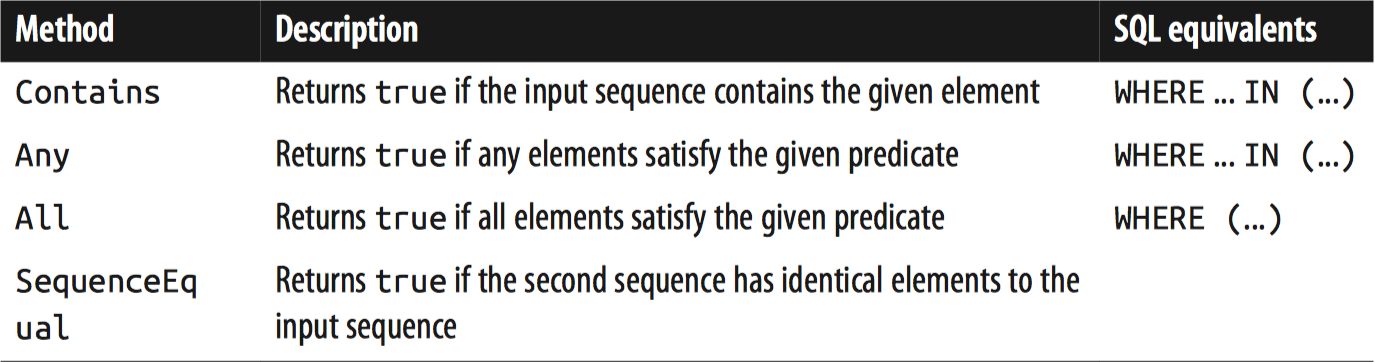 Method Description SQL equivalents
Contains Returns true if the input sequence contains the given element WHERE … IN (…)
Any Returns true if any elements satisfy the given predicate WHERE … IN (…)
All Returns true if all elements satisfy the given predicate WHERE (…)
SequenceEq Returns true if the second sequence has identical elements to the
ual input sequence